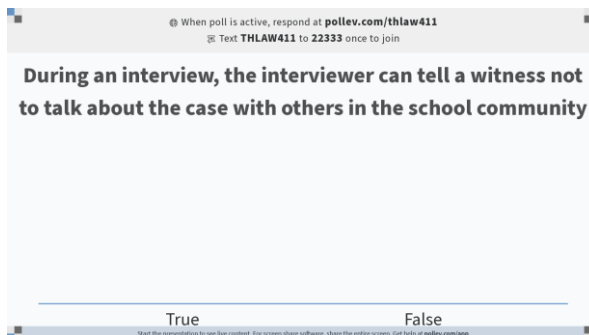 When poll is active, respond at pollev.com/thlaw411
Text THLAW411 to 22333 once to join
During an interview, the interviewer can tell a witness not
to talk about the case with others in the school community
True False
Start the presentation to see live content. For screen share software, share the entire screen. Get help at pollev.com/app